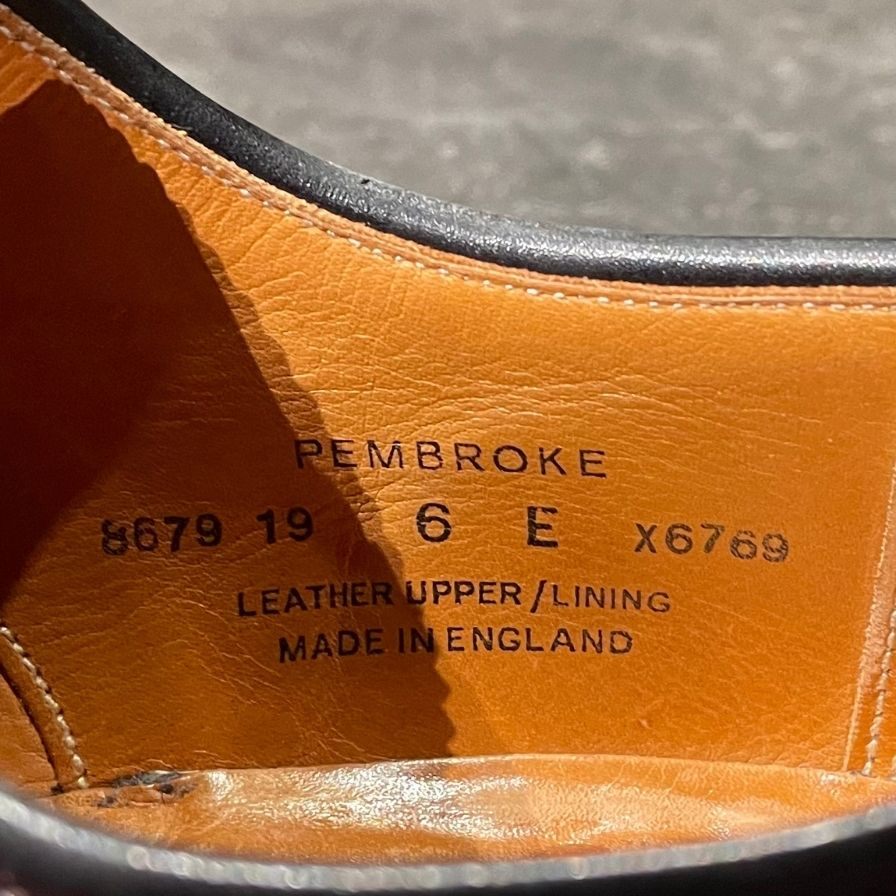 PEMBROKE
8679 19 6 E X6769
LEATHER UPPER/LINING
MADE IN ENGLAND